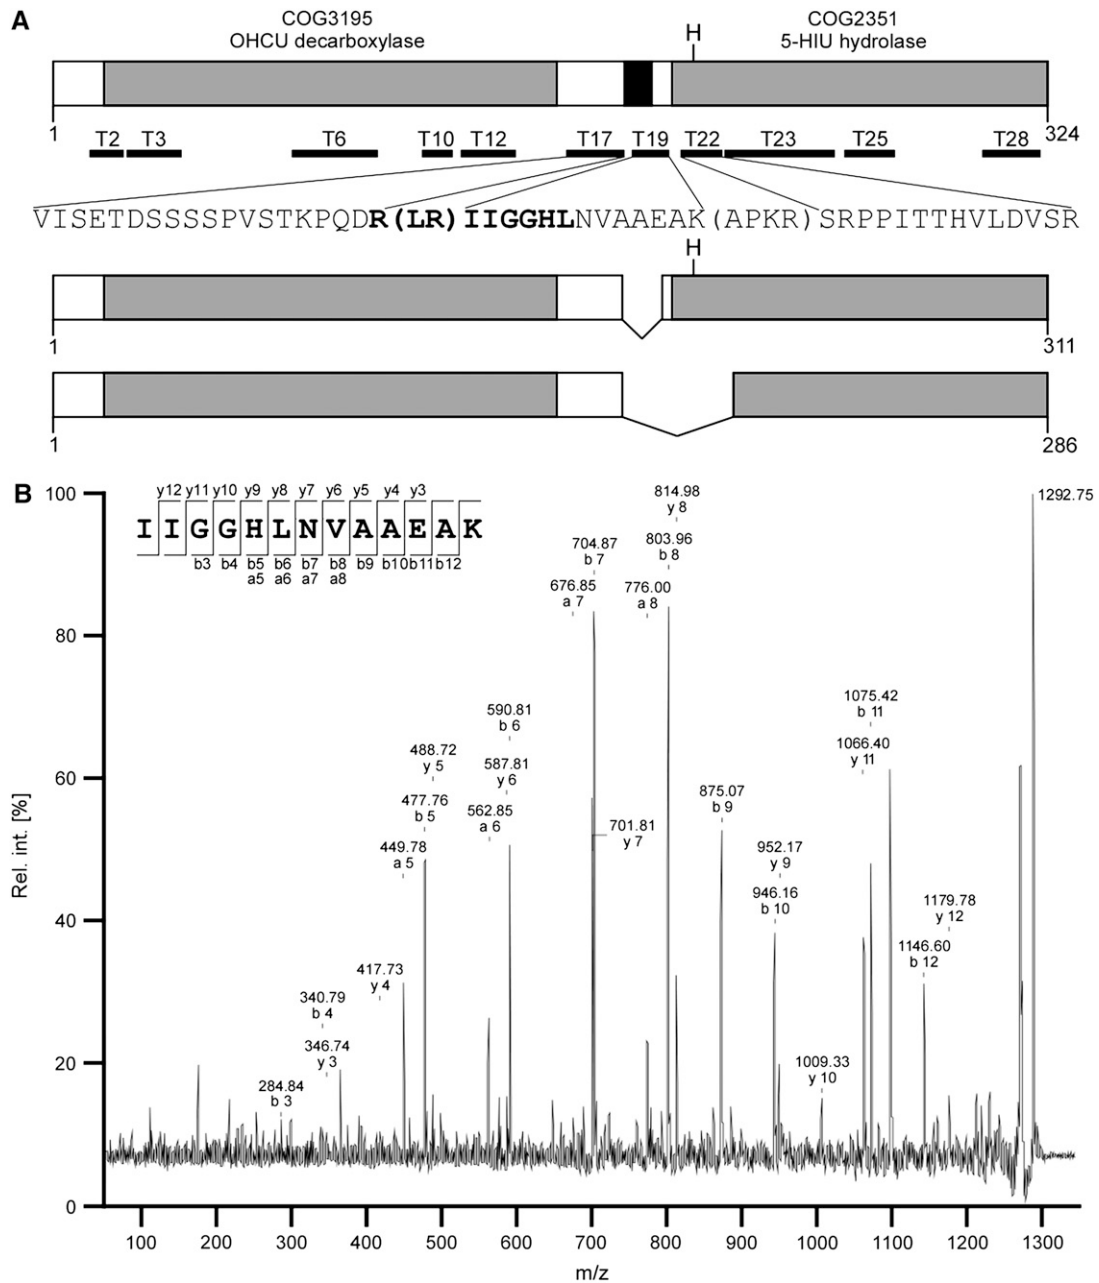 A
COG3195
OHCU decarboxylase
COG2351
5-HIU hydrolase
H
1
324
T2 T3 T6 T10 T12 T17 T19 T22 T23 T25 T28
VISETDSSSSPVSTKPQDR(LR)IIGGHLNVAAEAK(APKR)SRPPITTHVLDVSR
H
1
311
1
286
B
y12 y11 y10 y9 y8 y7 y6 y5 y4 y3
I I G G H L N V A A E A K
b3 b4 b5 b6 b7 b8 b9 b10 b11 b12
a5 a6 a7 a8
Rel. int. [%]
100
80
60
40
20
0
284.84
b 3
340.79
b 4
346.74
y 3
417.73
y 4
449.78
a 5
488.72
y 5
477.76
b 5
590.81
b 6
587.81
y 6
562.85
a 6
704.87
b 7
676.85
a 7
701.81
y 7
814.98
y 8
803.96
b 8
776.00
a 8
875.07
b 9
952.17
y 9
946.16
b 10
1009.33
y 10
1075.42
b 11
1066.40
y 11
1179.78
y 12
1146.60
b 12
1292.75
100 200 300 400 500 600 700 800 900 1000 1100 1200 1300
m/z